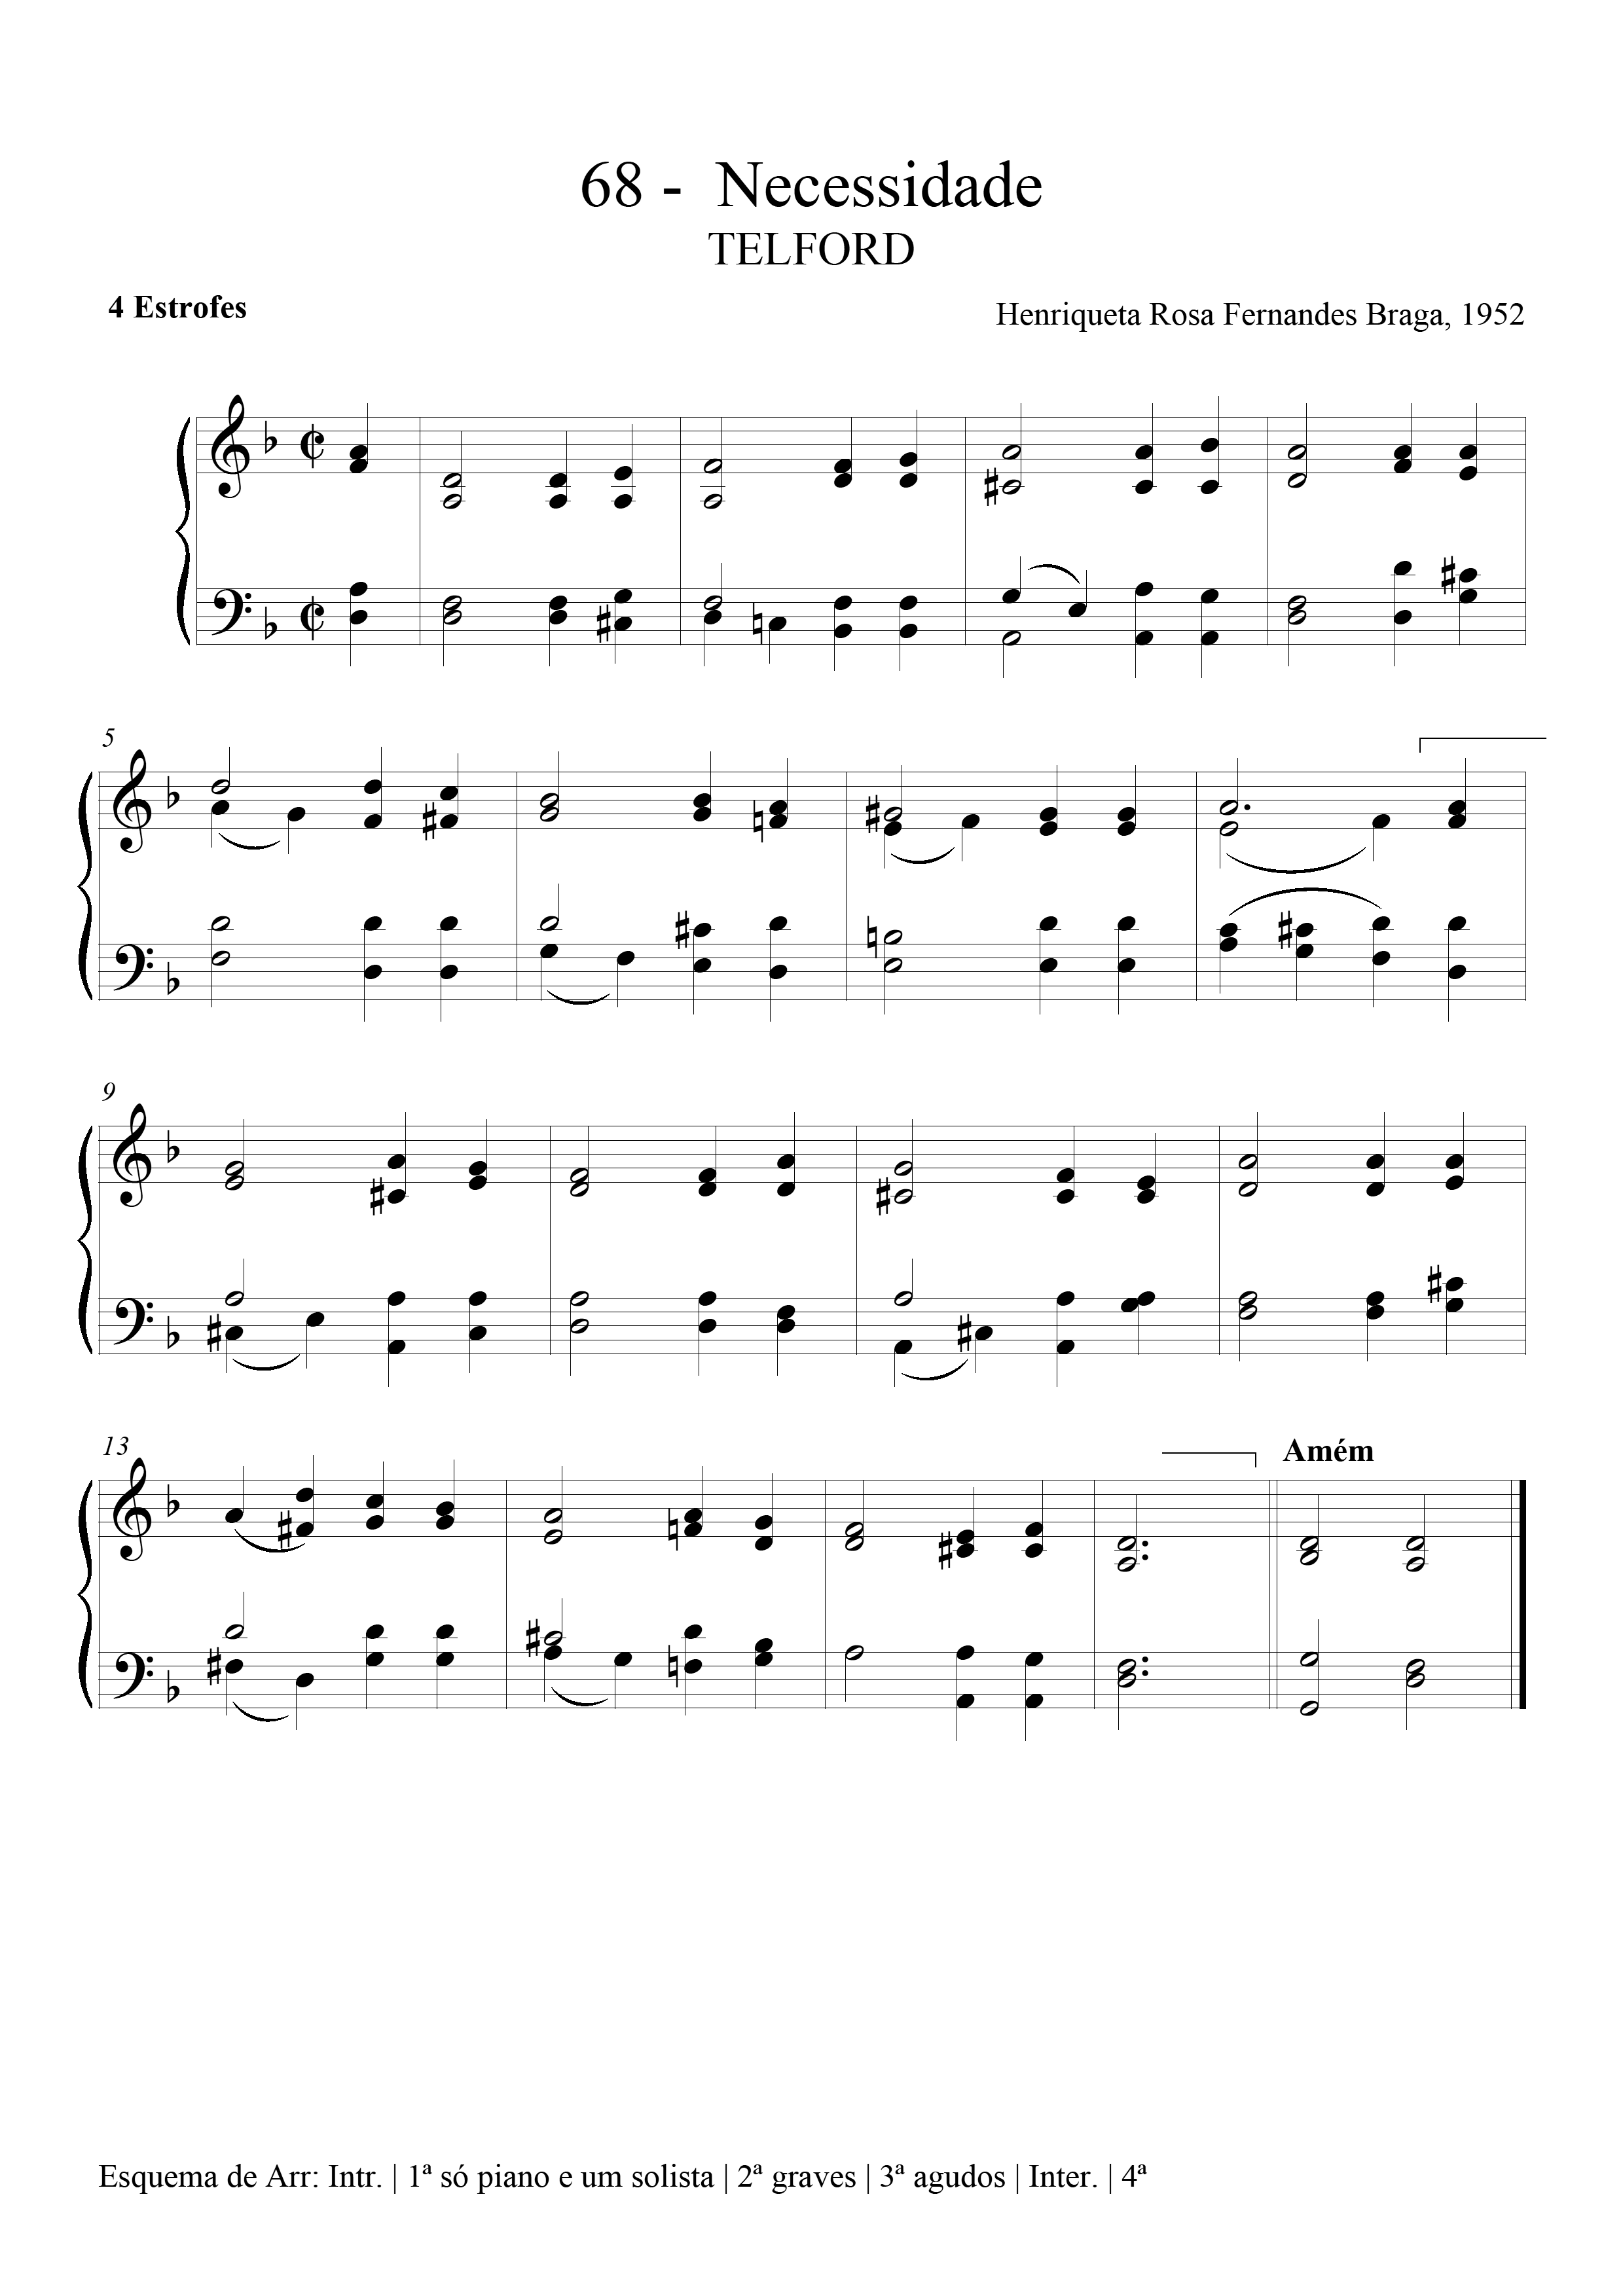 68 - Necessidade
TELFORD
4 Estrofes
Henriqueta Rosa Fernandes Braga, 1952
5
9
13
Amém
Esquema de Arr: Intr. | 1ª só piano e um solista | 2ª graves | 3ª agudos | Inter. | 4ª